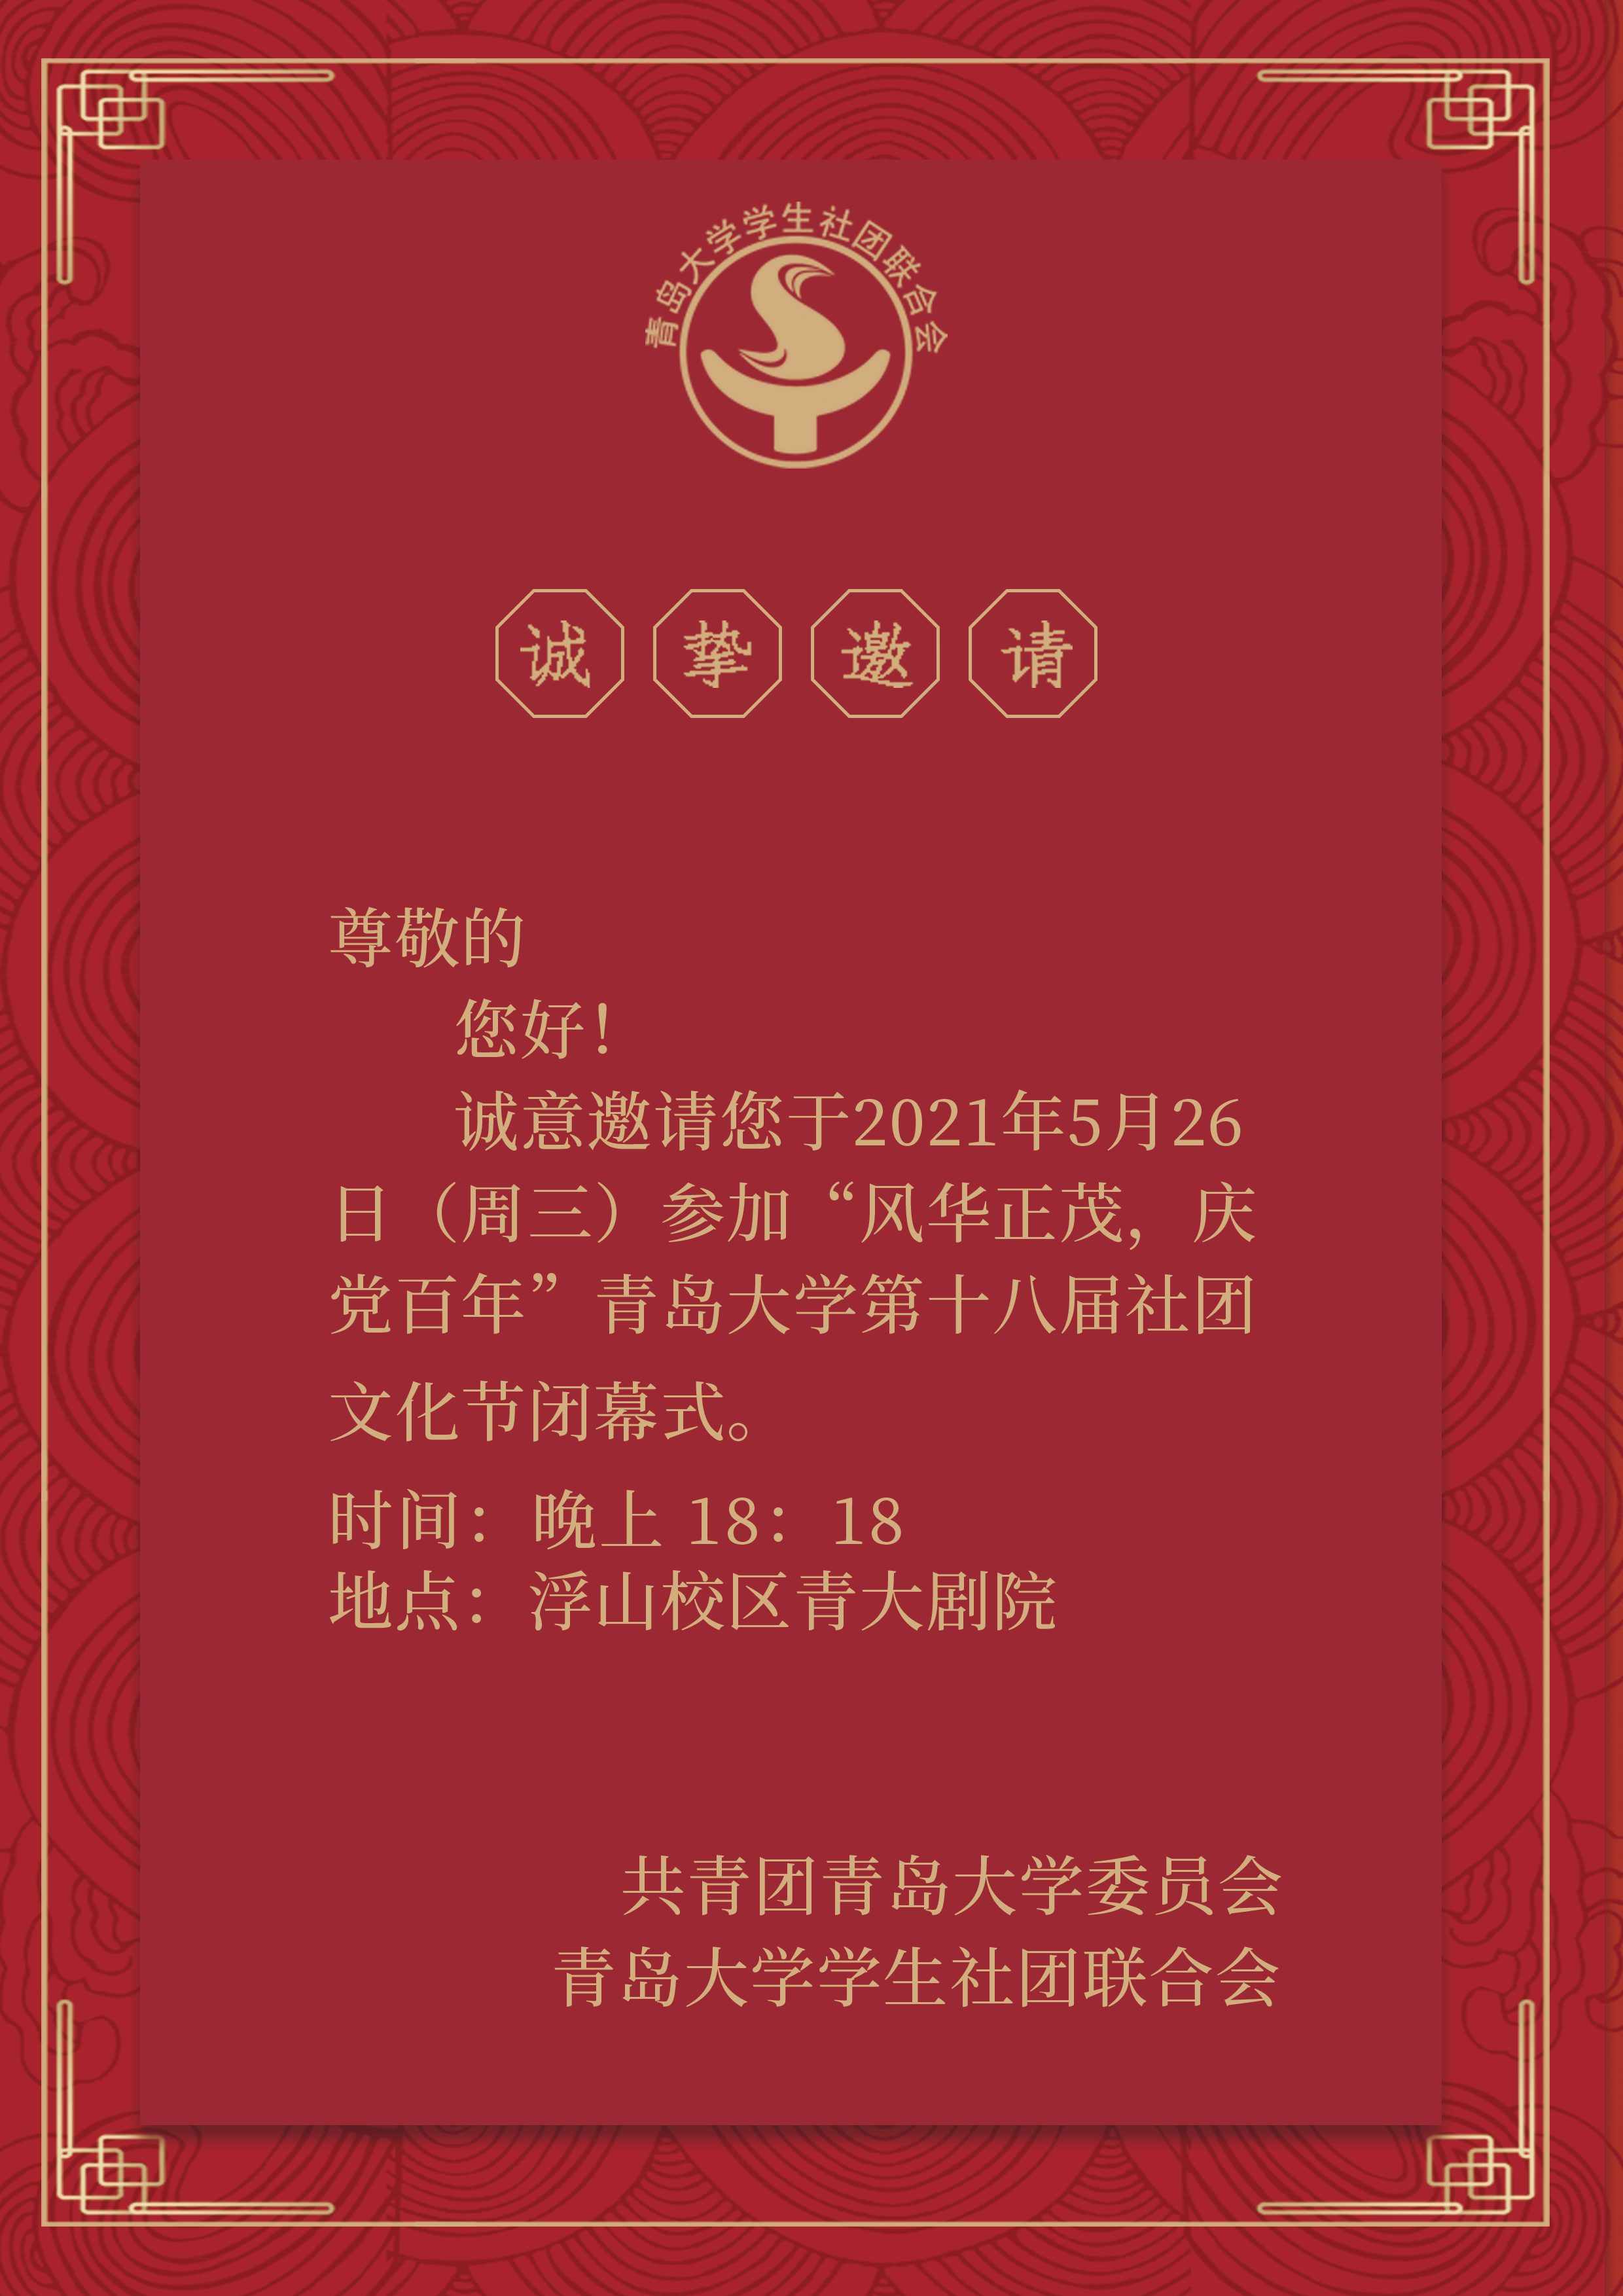 青岛大学学生社团联合会
诚挚邀请
尊敬的
您好！
诚意邀请您于2021年5月26
日（周三）参加“风华正茂，庆
党百年”青岛大学第十八届社团
文化节闭幕式。
时间：晚上 18：18
地点：浮山校区青大剧院
共青团青岛大学委员会
青岛大学学生社团联合会